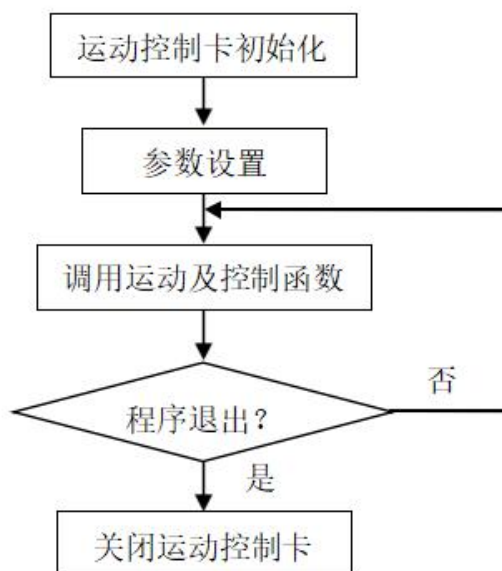 运动控制卡初始化
参数设置
调用运动及控制函数
程序退出？
否
是
关闭运动控制卡